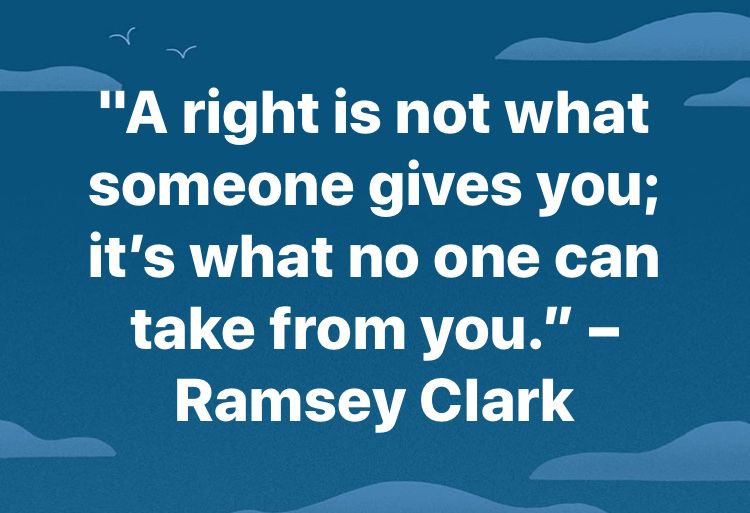 "A right is not what
someone gives you;
it’s what no one can
take from you.” –
Ramsey Clark